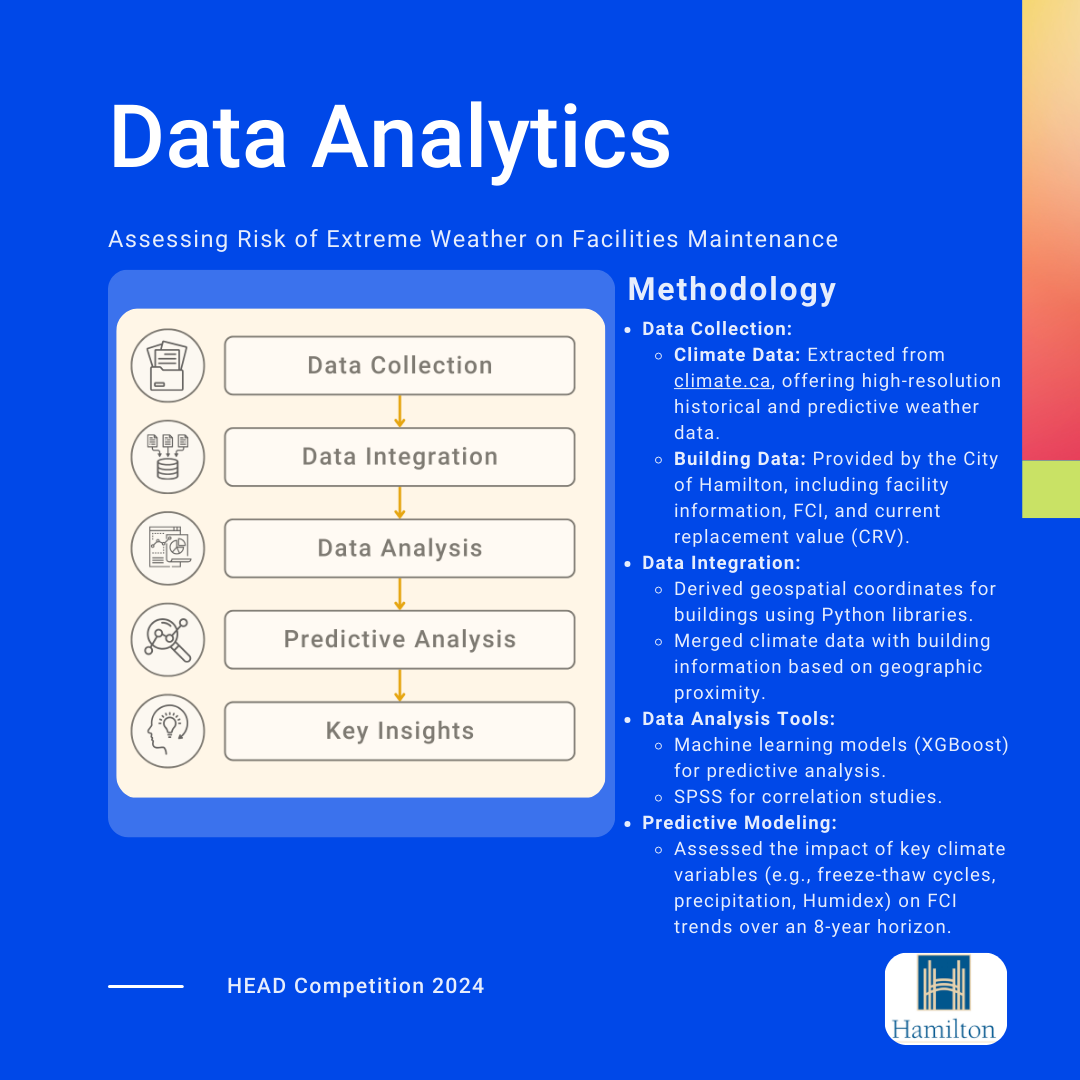 Data Analytics
Assessing Risk of Extreme Weather on Facilities Maintenance
Data Collection
Data Integration
Data Analysis
Predictive Analysis
Key Insights
Methodology
• Data Collection:
◦ Climate Data: Extracted from
climate.ca, offering high-resolution
historical and predictive weather
data.
◦ Building Data: Provided by the City
of Hamilton, including facility
information, FCI, and current
replacement value (CRV).
• Data Integration:
◦ Derived geospatial coordinates for
buildings using Python libraries.
◦ Merged climate data with building
information based on geographic
proximity.
• Data Analysis Tools:
◦ Machine learning models (XGBoost)
for predictive analysis.
◦ SPSS for correlation studies.
• Predictive Modeling:
◦ Assessed the impact of key climate
variables (e.g., freeze-thaw cycles,
precipitation, Humidex) on FCI
trends over an 8-year horizon.
HEAD Competition 2024
Hamilton